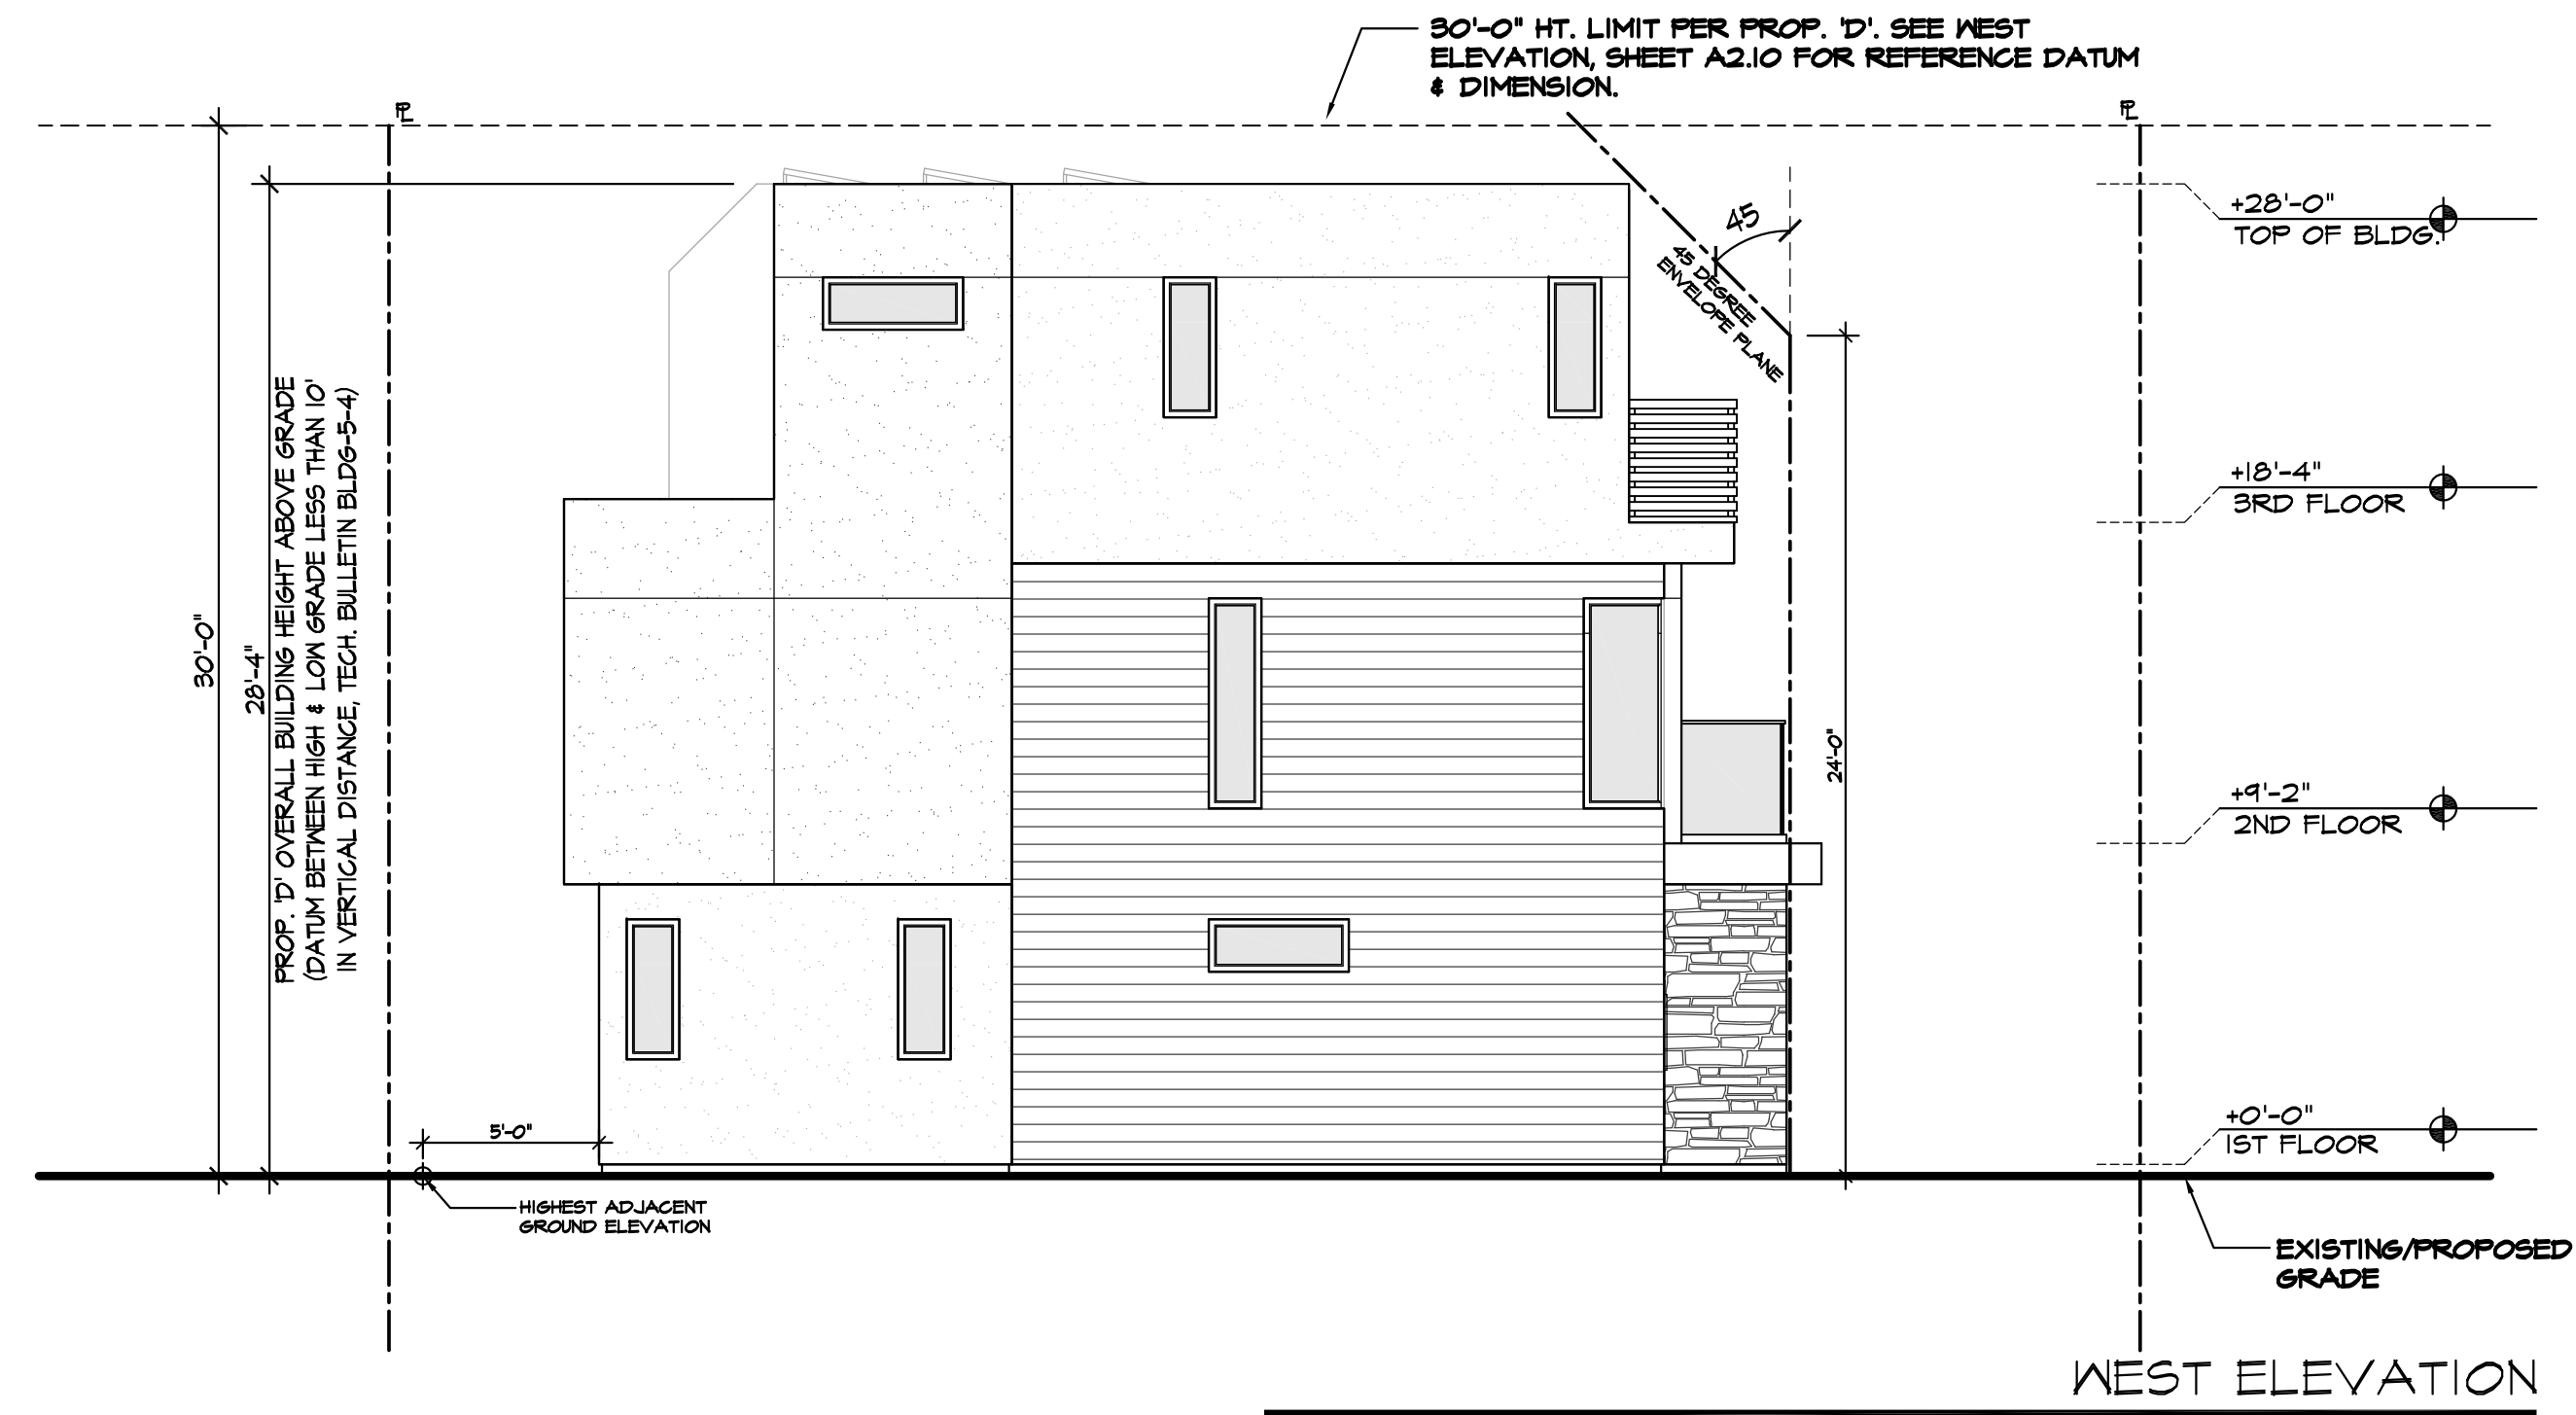 30'-0" HT. LIMIT PER PROP. 'D'. SEE WEST
ELEVATION, SHEET A2.10 FOR REFERENCE DATUM
& DIMENSION.
PL
PL
45
45 DEGREE
ENVELOPE PLANE
+28'-0"
TOP OF BLDG.
+18'-4"
3RD FLOOR
+9'-2"
2ND FLOOR
+0'-0"
1ST FLOOR
30'-0"
28'-4"
PROP. 'D' OVERALL BUILDING HEIGHT ABOVE GRADE
(DATUM BETWEEN HIGH & LOW GRADE LESS THAN 10'
IN VERTICAL DISTANCE, TECH. BULLETIN BLDG-5-4)
24'-0"
5'-0"
HIGHEST ADJACENT
GROUND ELEVATION
EXISTING/PROPOSED
GRADE
WEST ELEVATION